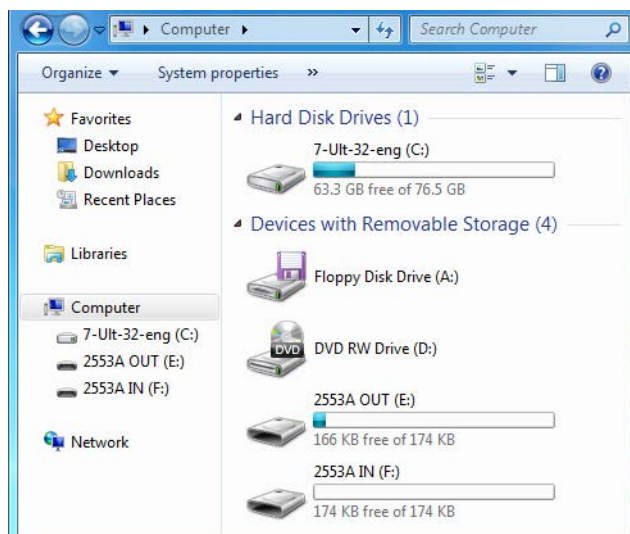 Computer
Search Computer
Organize
System properties
»
Favorites
Desktop
Downloads
Recent Places
Libraries
Computer
7-Ult-32-eng (C:)
2553A OUT (E:)
2553A IN (F:)
Network
Hard Disk Drives (1)
7-Ult-32-eng (C:)
63.3 GB free of 76.5 GB
Devices with Removable Storage (4)
Floppy Disk Drive (A:)
DVD
DVD RW Drive (D:)
2553A OUT (E:)
166 KB free of 174 KB
2553A IN (F:)
174 KB free of 174 KB